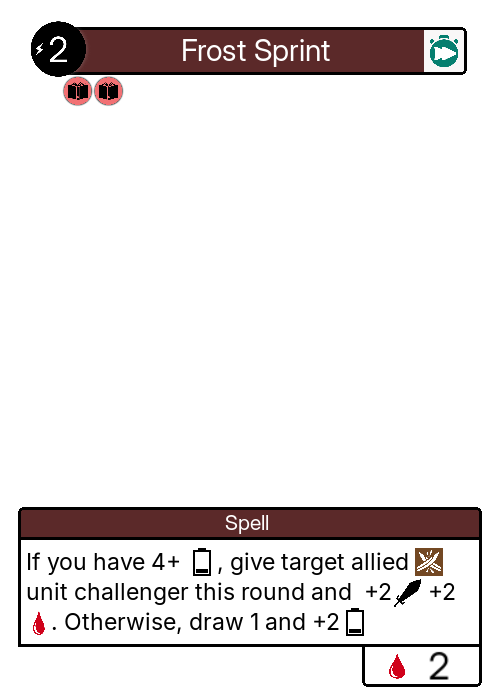 2 Frost Sprint
Spell
If you have 4+ , give target allied
unit challenger this round and +2 +2
. Otherwise, draw 1 and +2
2